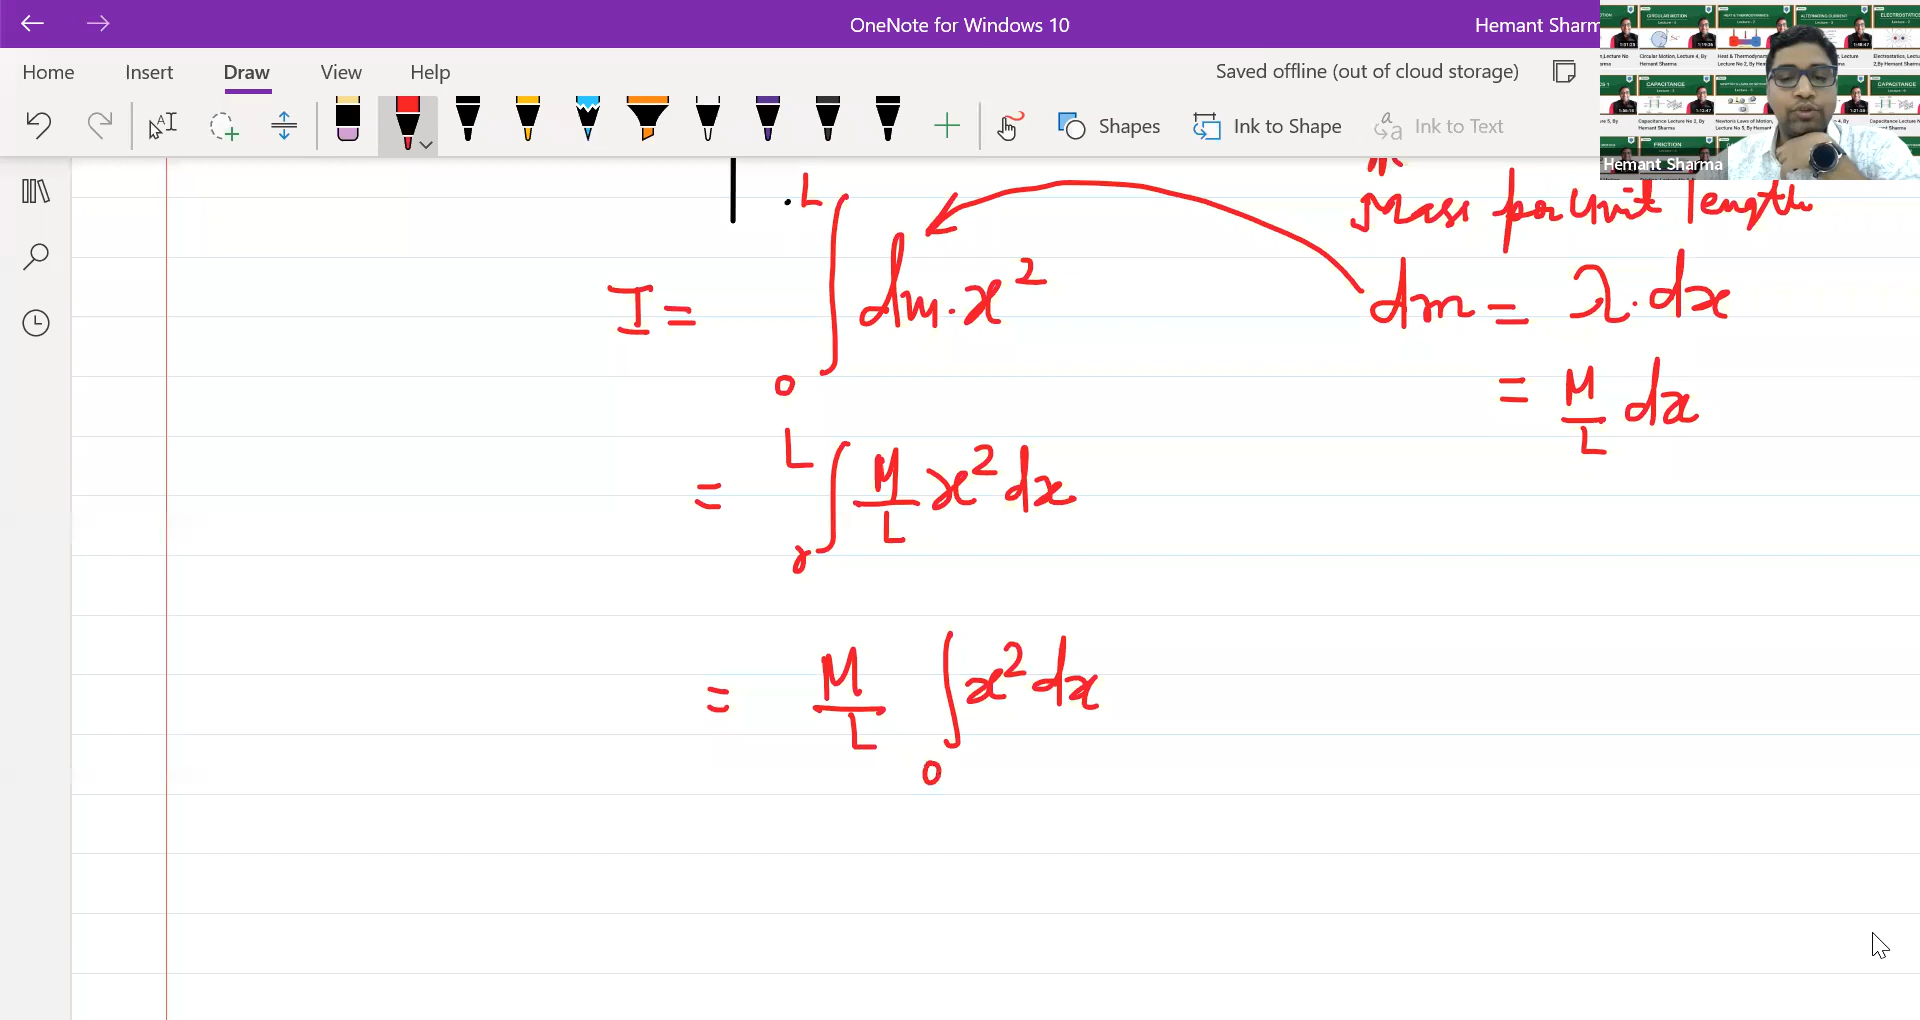 OneNote for Windows 10
Hemant Sharm
Home Insert Draw View Help
Saved offline (out of cloud storage)
Shapes Ink to Shape Ink to Text
Hemant Sharma
Mass per Unit length
I = ∫₀ᴸ dm · x²
dm = λ · dx
= M/L dx
= ∫₀ᴸ M/L x² dx
= M/L ∫₀ x² dx